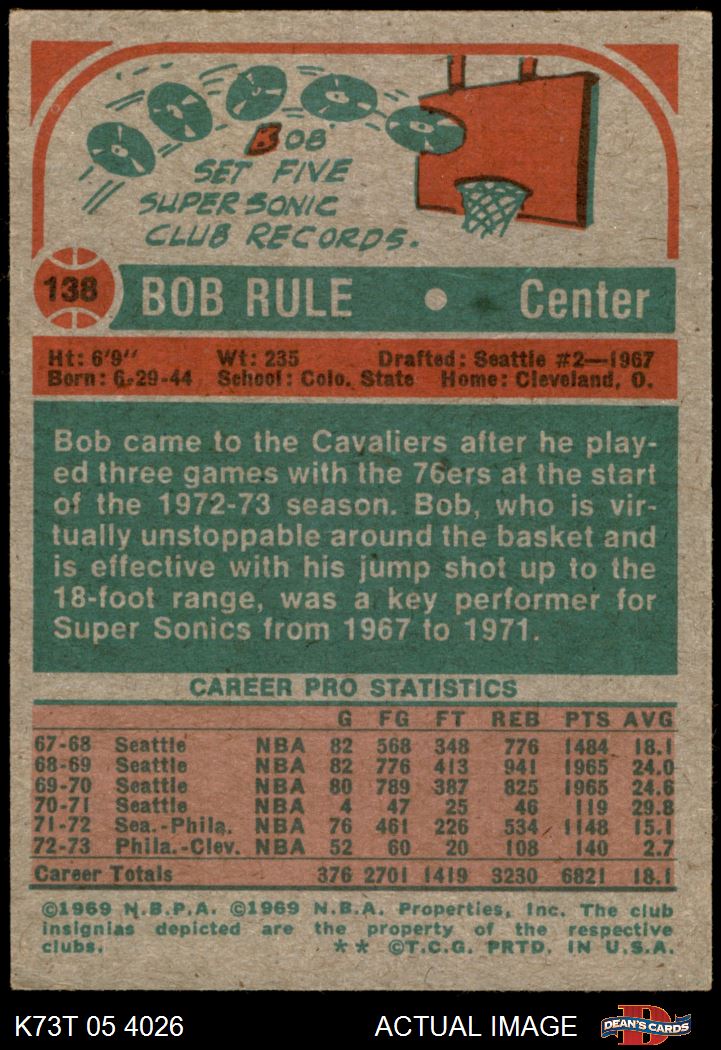 BOB
SET FIVE
SUPER SONIC
CLUB RECORDS.
138 BOB RULE • Center
Ht: 6'9" Wt: 235 Drafted: Seattle #2—1967
Born: 6-29-44 School: Colo. State Home: Cleveland, O.
Bob came to the Cavaliers after he play-
ed three games with the 76ers at the start
of the 1972-73 season. Bob, who is vir-
tually unstoppable around the basket and
is effective with his jump shot up to the
18-foot range, was a key performer for
Super Sonics from 1967 to 1971.
CAREER PRO STATISTICS
G FG FT REB PTS AVG
67-68 Seattle NBA 82 568 348 776 1484 18.1
68-69 Seattle NBA 82 776 413 941 1965 24.0
69-70 Seattle NBA 80 789 387 825 1965 24.6
70-71 Seattle NBA 4 47 25 46 119 29.8
71-72 Sea.-Phila. NBA 76 461 226 534 1148 15.1
72-73 Phila.-Clev. NBA 52 60 20 108 140 2.7
Career Totals 376 2701 1419 3230 6821 18.1
©1969 N.B.P.A. ©1969 N.B.A. Properties, Inc. The club
insignias depicted are the property of the respective
clubs. ** ©T.C.G. PRTD. IN U.S.A.
K73T 05 4026 ACTUAL IMAGE DEAN'S CARDS